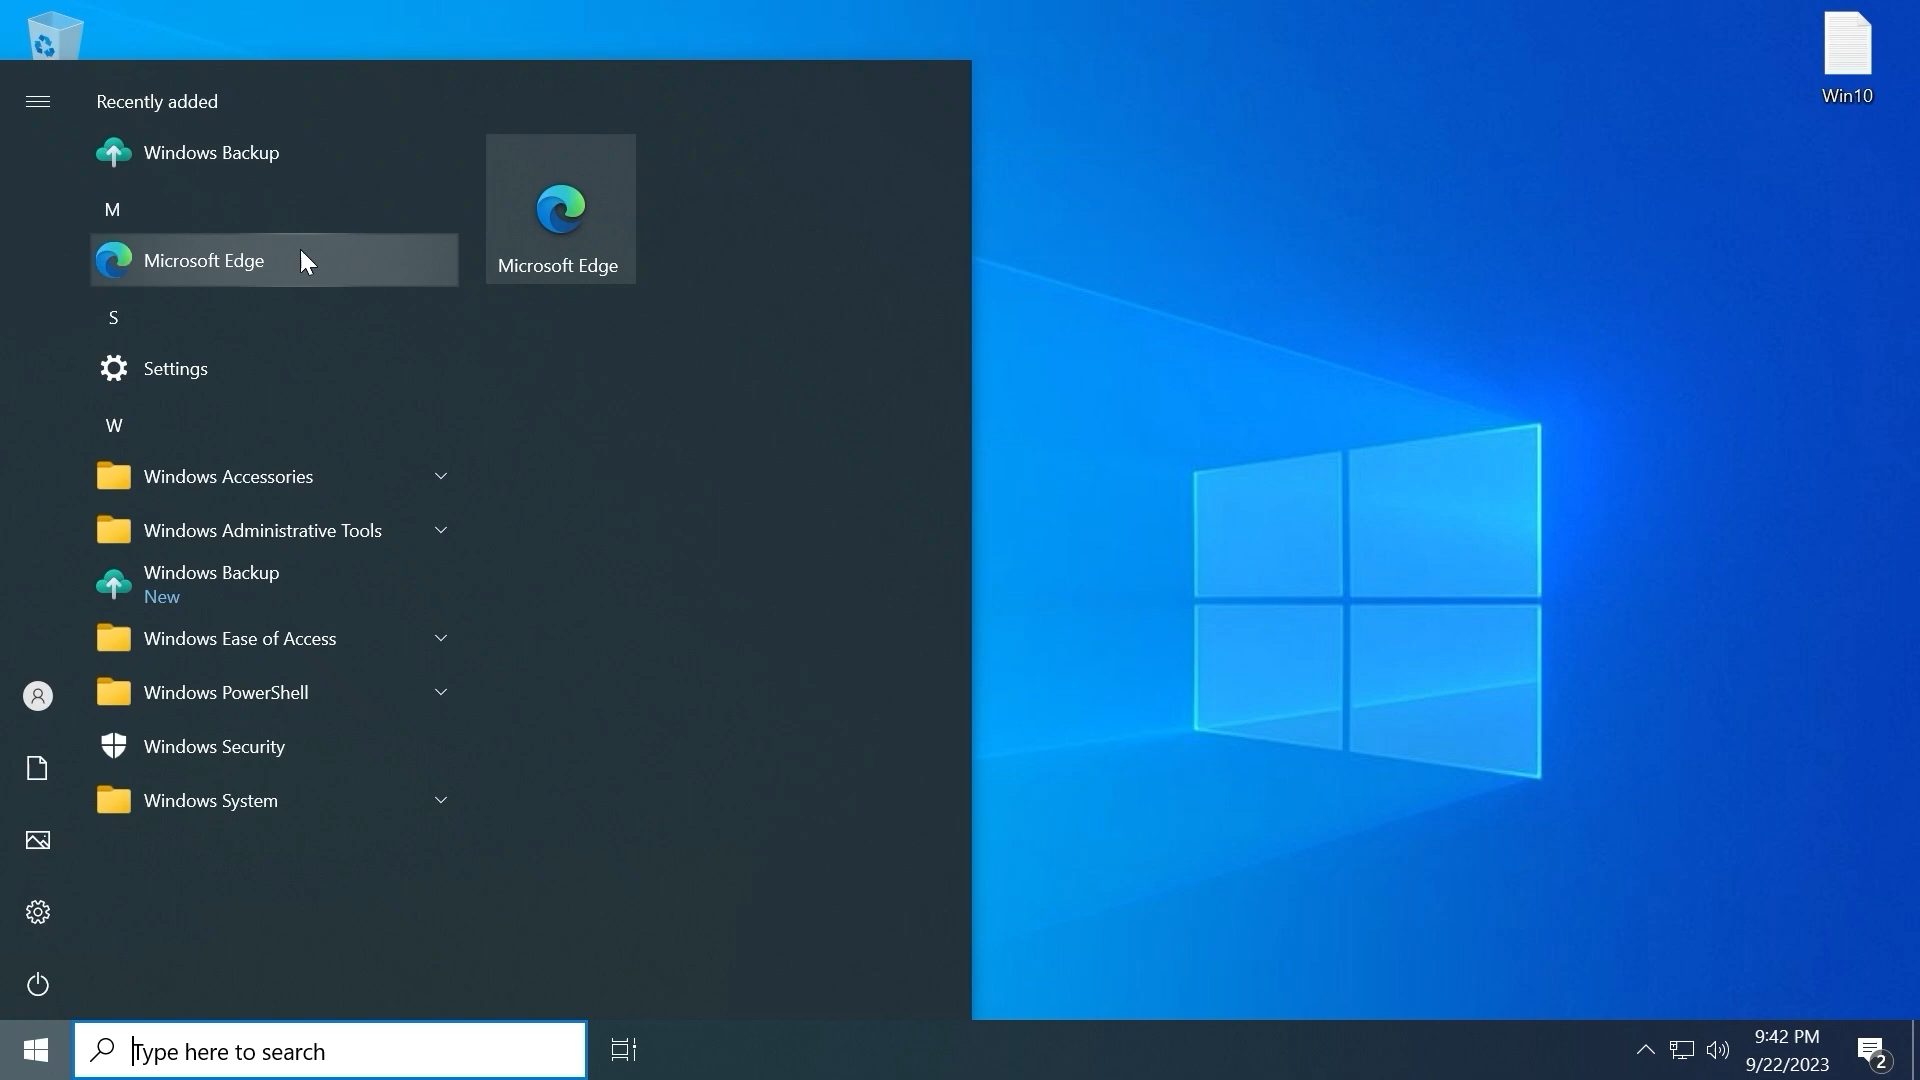 Win10
Recently added
Windows Backup
M
Microsoft Edge
Microsoft Edge
S
Settings
W
Windows Accessories
Windows Administrative Tools
Windows Backup
New
Windows Ease of Access
Windows PowerShell
Windows Security
Windows System
Type here to search
9:42 PM
9/22/2023
2